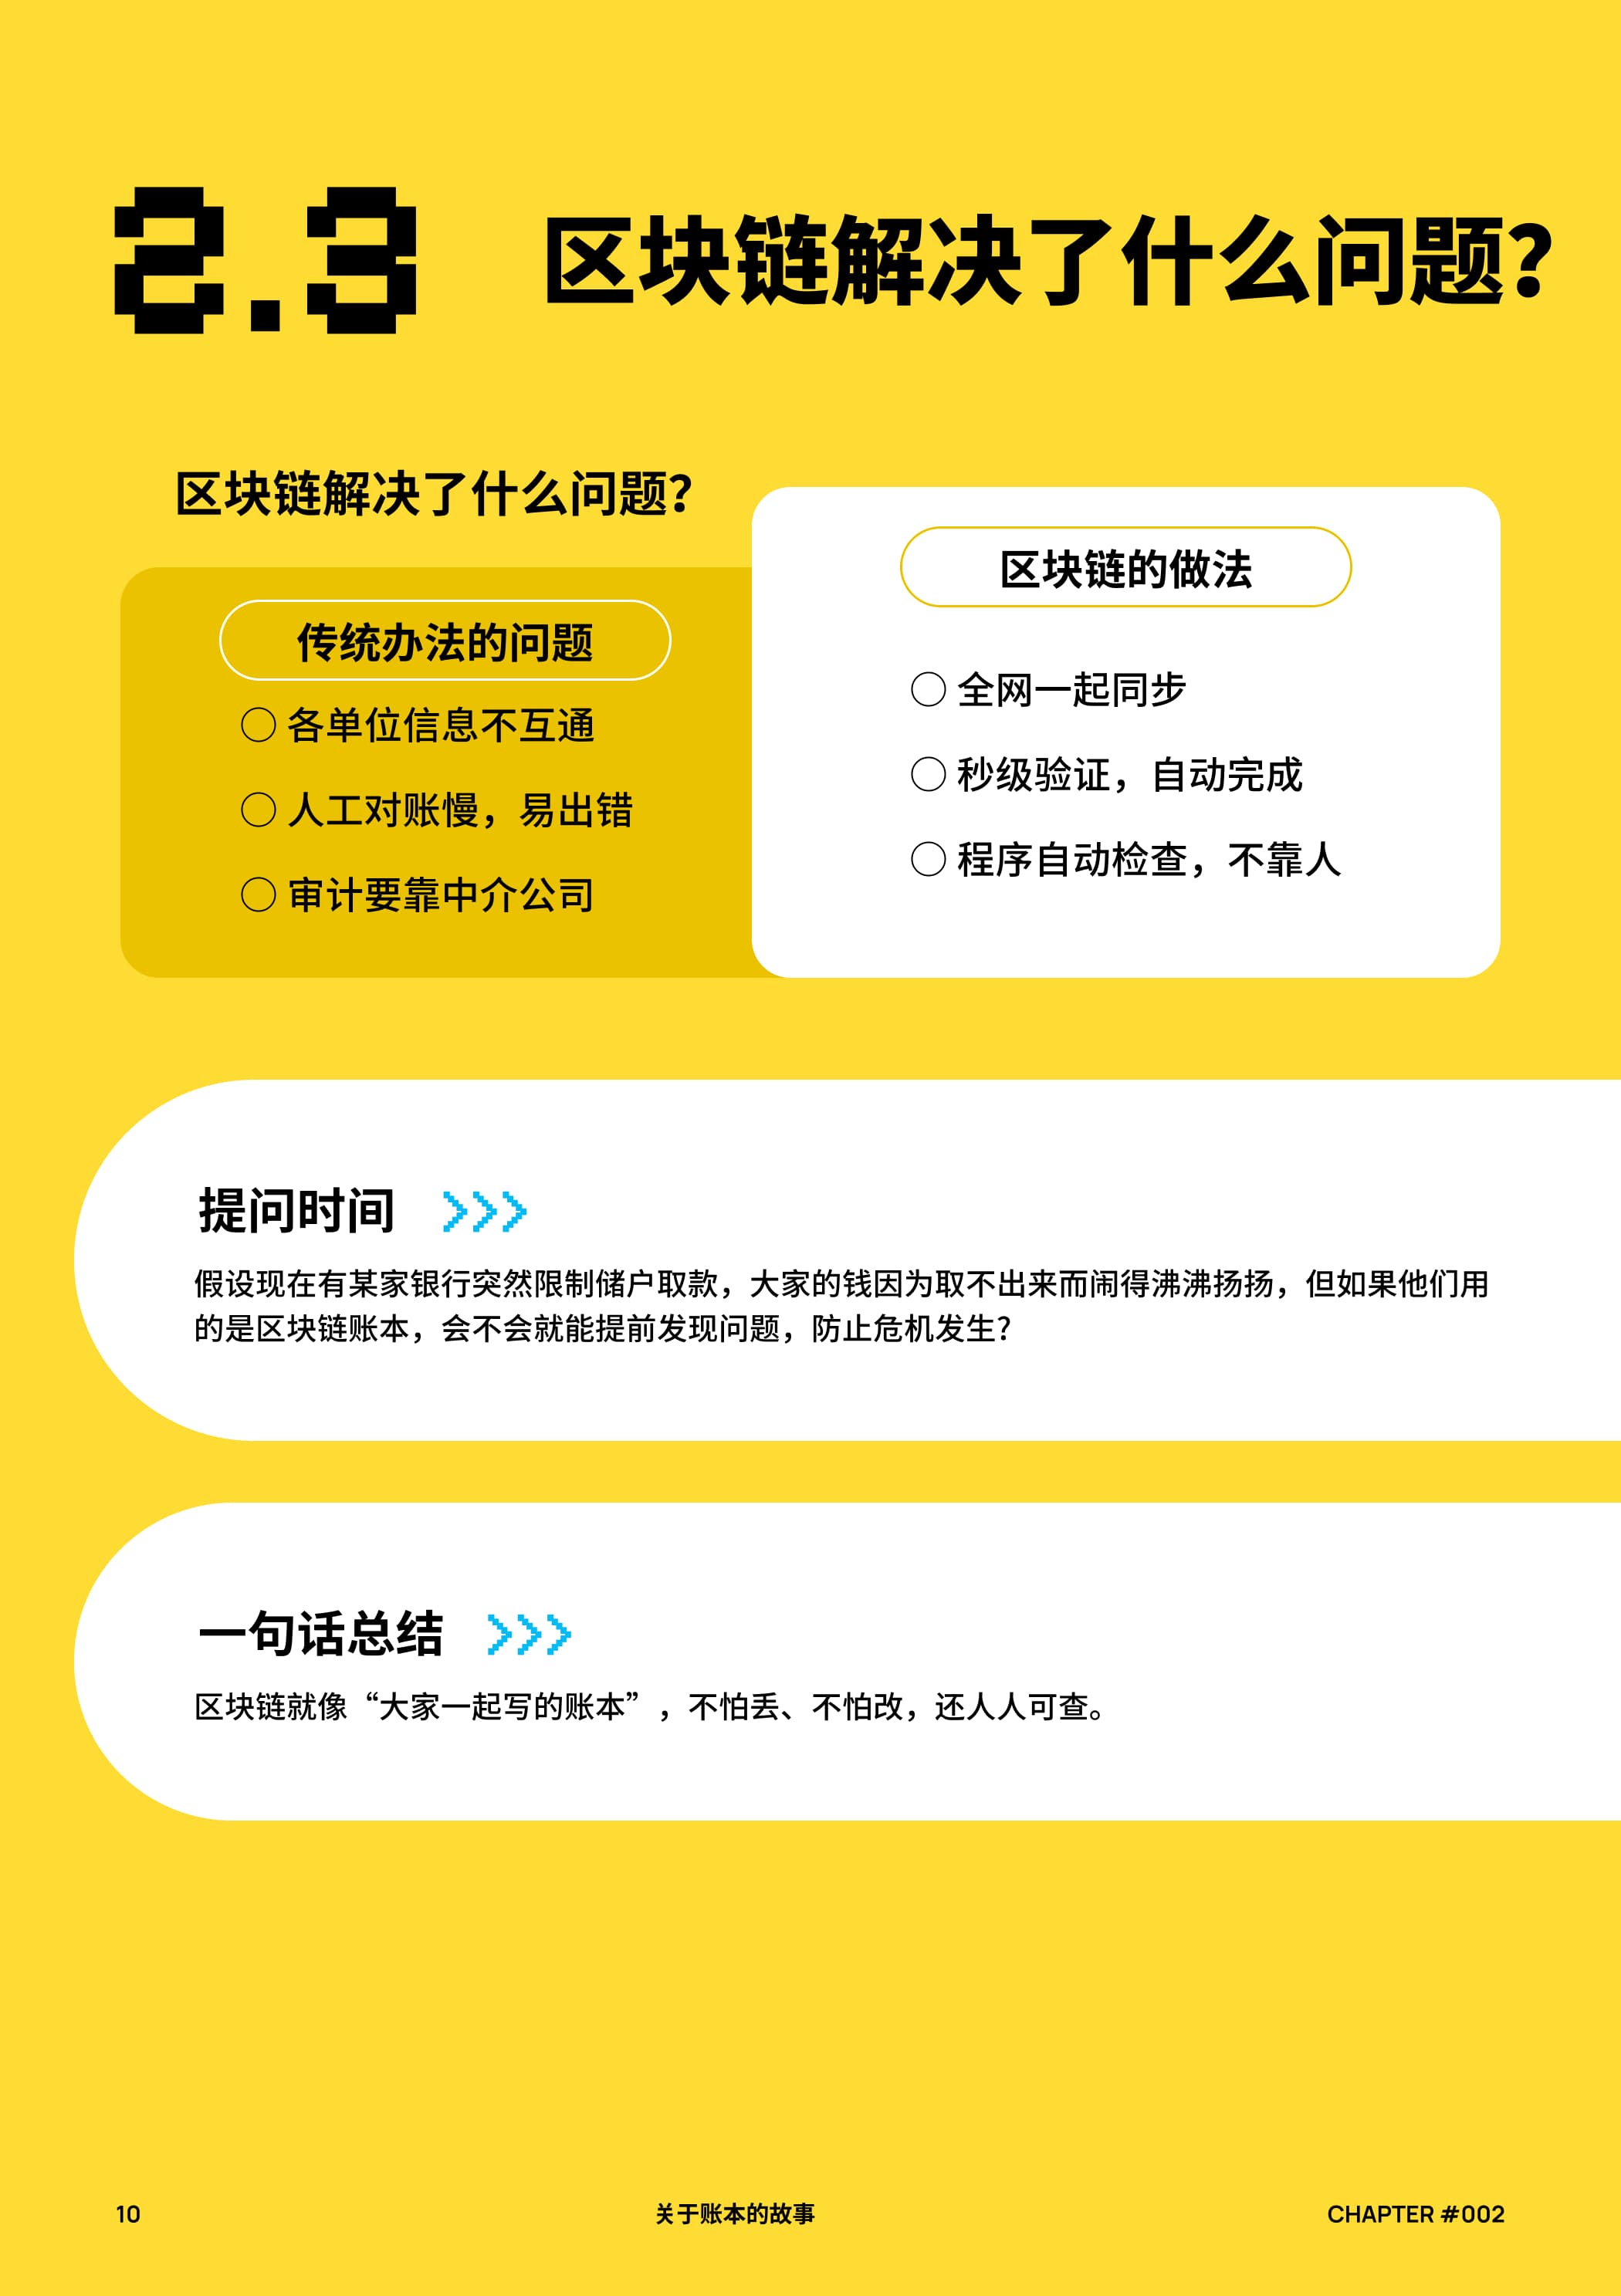 2.3 区块链解决了什么问题?
区块链解决了什么问题?
传统办法的问题
○ 各单位信息不互通
○ 人工对账慢，易出错
○ 审计要靠中介公司
区块链的做法
○ 全网一起同步
○ 秒级验证，自动完成
○ 程序自动检查，不靠人
提问时间
假设现在有某家银行突然限制储户取款，大家的钱因为取不出来而闹得沸沸扬扬，但如果他们用
的是区块链账本，会不会就能提前发现问题，防止危机发生?
一句话总结
区块链就像“大家一起写的账本”，不怕丢、不怕改，还人人可查。
10 关于账本的故事 CHAPTER #002